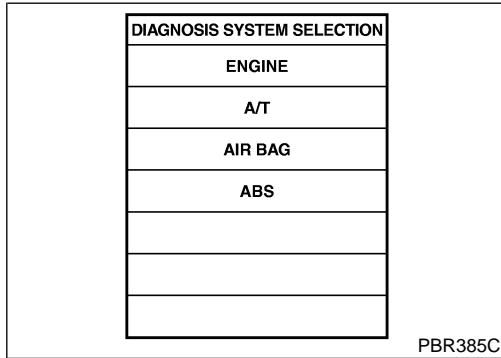 DIAGNOSIS SYSTEM SELECTION
ENGINE
A/T
AIR BAG
ABS
PBR385C